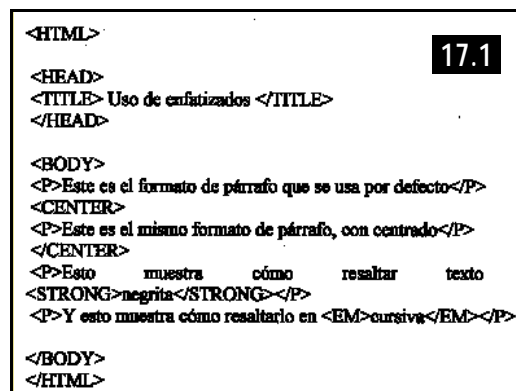 <HTML>
17.1
<HEAD>
<TITLE> Uso de enfatizados </TITLE>
</HEAD>
<BODY>
<P>Este es el formato de párrafo que se usa por defecto</P>
<CENTER>
<P>Este es el mismo formato de párrafo, con centrado</P>
</CENTER>
<P>Esto muestra cómo resaltar texto
<STRONG>negrita</STRONG></P>
<P>Y esto muestra cómo resaltarlo en <EM>cursiva</EM></P>
</BODY>
</HTML>